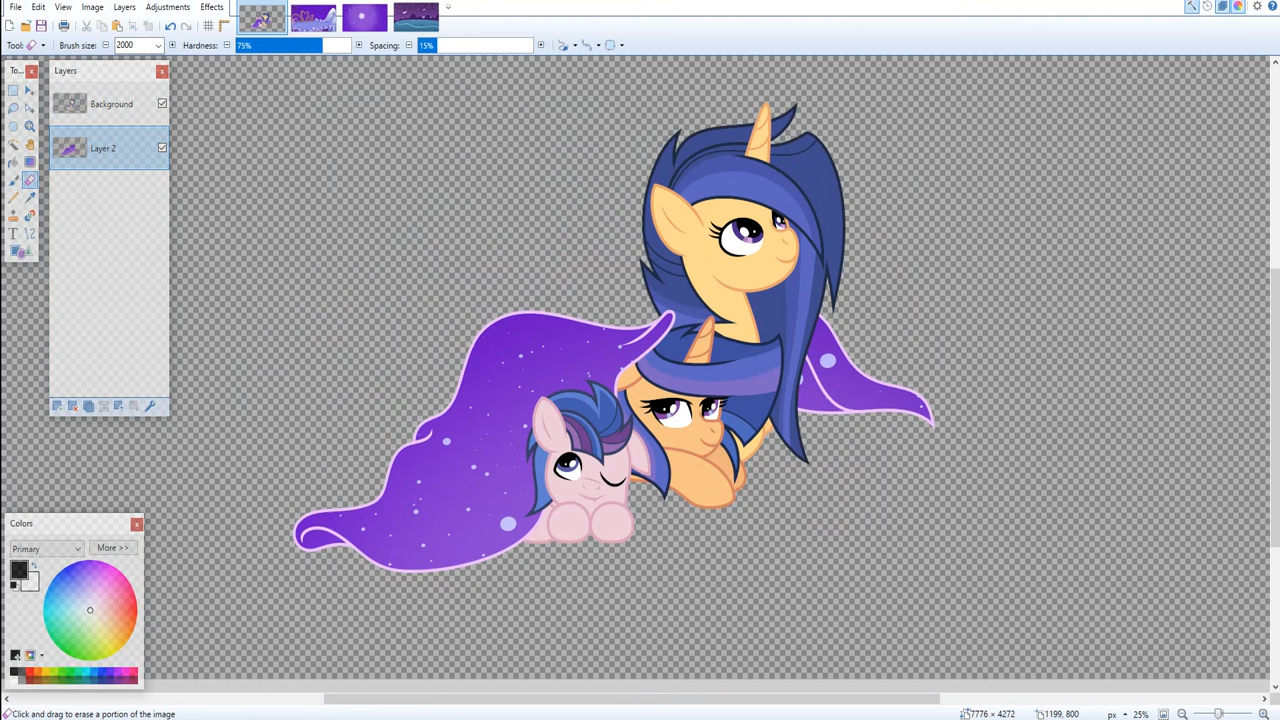 File Edit View Image Layers Adjustments Effects
Tool: Brush size: 2000 Hardness: 75% Spacing: 15%
To... x
Layers x
Background
Layer 2
T
Colors x
Primary More >>
Click and drag to erase a portion of the image
7776 × 4272 1199, 800 px 25%